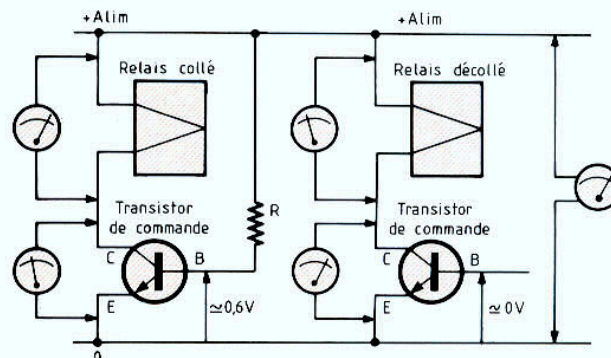 +Alim
+Alim
Relais collé
Relais décollé
Transistor
de commande
R
Transistor
de commande
C
B
E
≃0,6V
C
B
E
≃0V
0